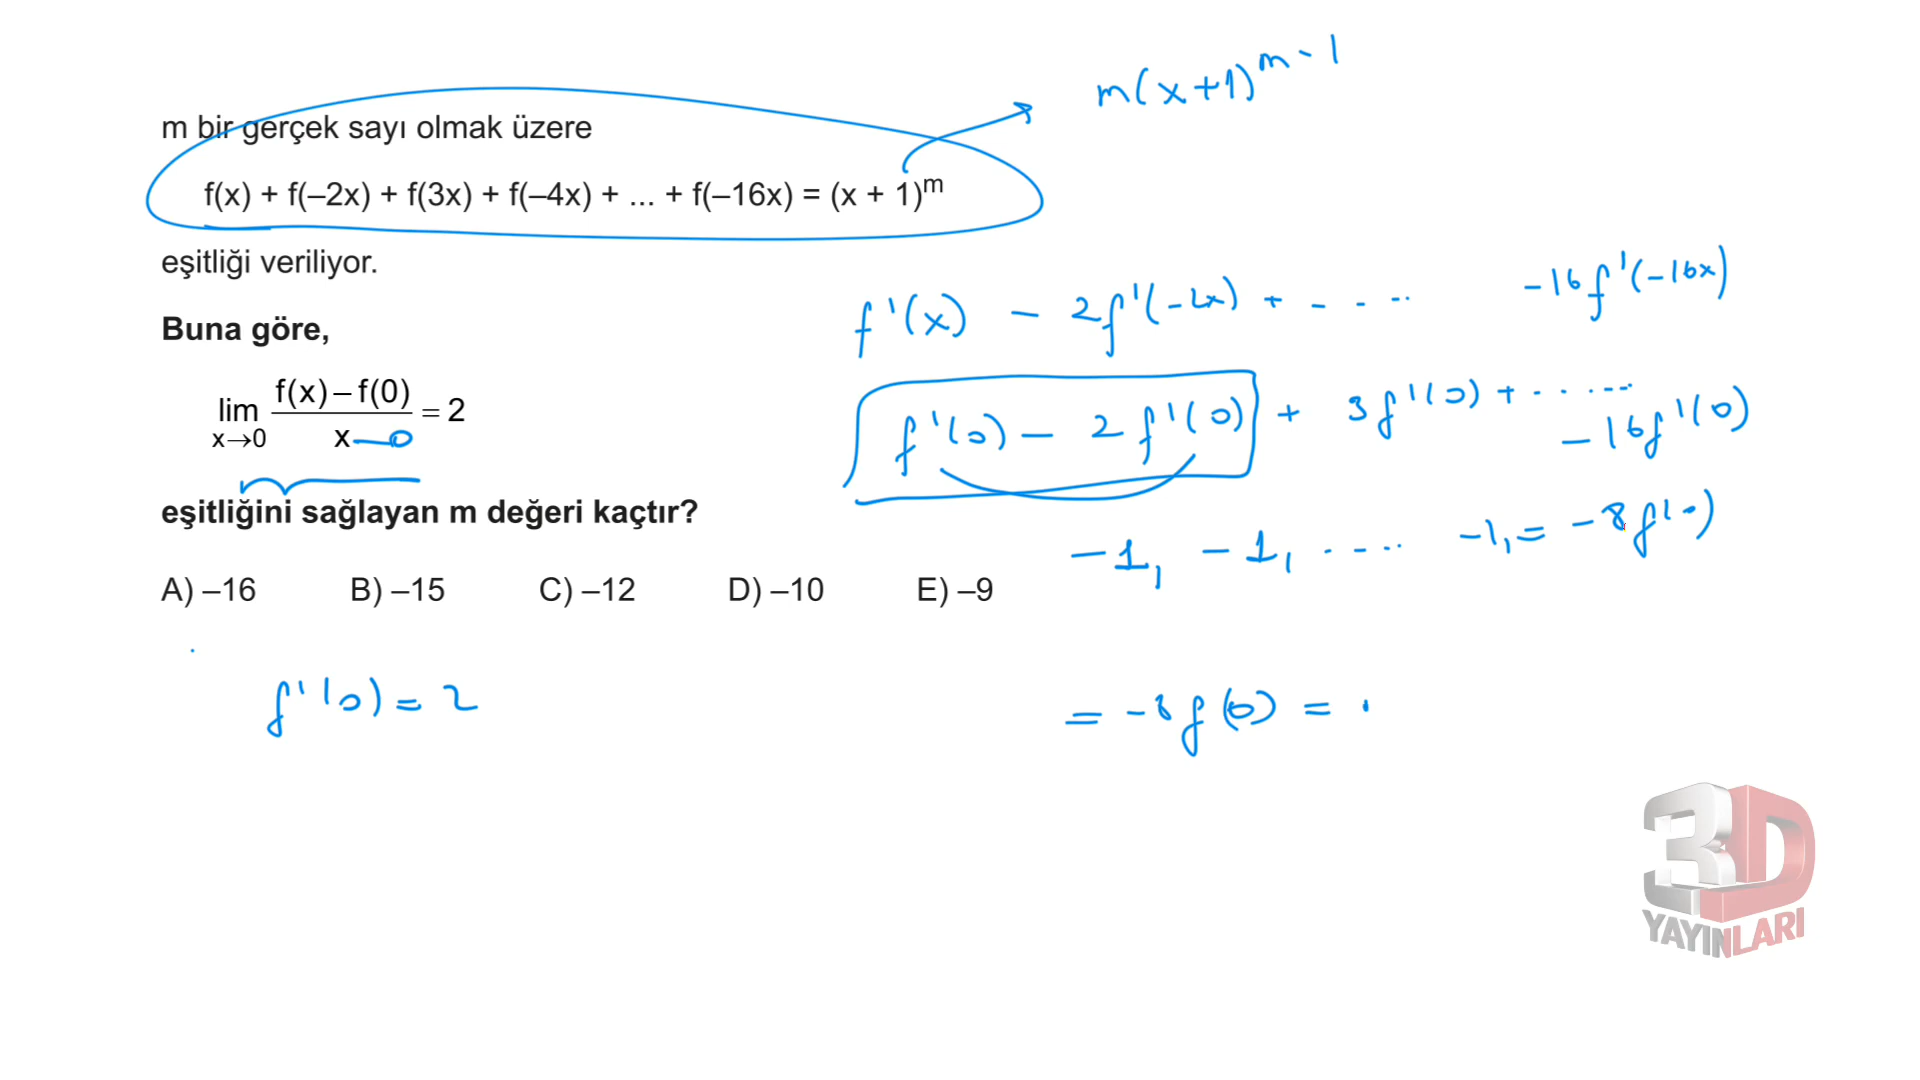 m(x+1)^m-1
m bir gerçek sayı olmak üzere
f(x) + f(–2x) + f(3x) + f(–4x) + ... + f(–16x) = (x + 1)^m
eşitliği veriliyor.
f'(x) - 2f'(-2x) + - - - .. -16f'(-16x)
Buna göre,
lim x→0 f(x) – f(0) / x-0 = 2
f'(0) - 2f'(0) + 3f'(0) + ......
-16f'(0)
eşitliğini sağlayan m değeri kaçtır?
-1, -1, ..... -1, = -8f'(0)
A) –16 B) –15 C) –12 D) –10 E) –9
f'(0) = 2
= -8f(0) =
3D
YAYINLARI